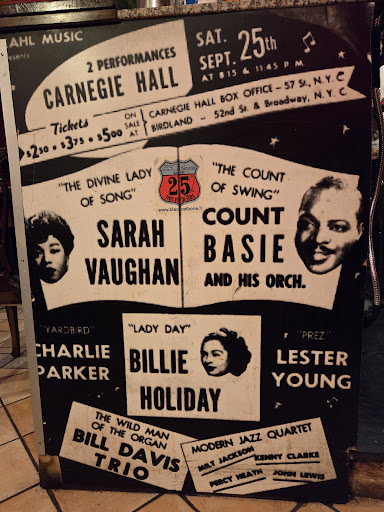 AHL MUSIC
presents
2 PERFORMANCES
CARNEGIE HALL
SAT.
SEPT. 25th
AT 8:15 & 11:45 P.M.
Tickets
$2.50 • $3.75 • $5.00
ON SALE AT
CARNEGIE HALL BOX OFFICE - 57 St., N.Y.C
BIRDLAND - 52nd St. & Broadway, N.Y.C
"THE DIVINE LADY
OF SONG"
SARAH
VAUGHAN
25
"THE COUNT
OF SWING"
COUNT
BASIE
AND HIS ORCH.
"YARDBIRD"
CHARLIE
PARKER
"LADY DAY"
BILLIE
HOLIDAY
"PREZ"
LESTER
YOUNG
THE WILD MAN
OF THE ORGAN
BILL DAVIS
TRIO
MODERN JAZZ QUARTET
MILT JACKSON
KENNY CLARKE
PERCY HEATH
JOHN LEWIS